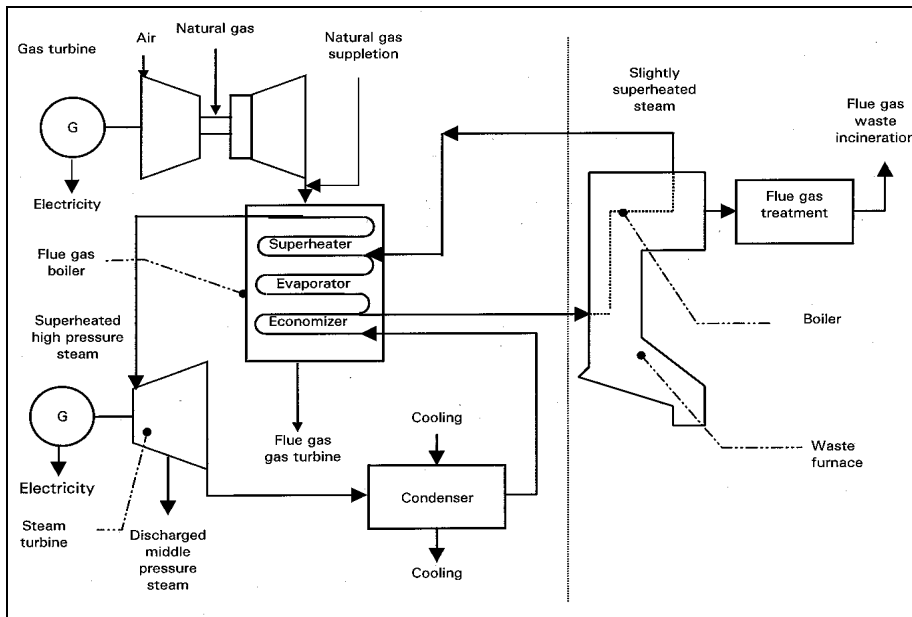 Gas turbine
Air
Natural gas
Natural gas
suppletion
G
Electricity
Slightly
superheated
steam
Flue gas
waste
incineration
Flue gas
treatment
Flue gas
boiler
Superheater
Evaporator
Economizer
Boiler
Superheated
high pressure
steam
G
Electricity
Steam
turbine
Discharged
middle
pressure
steam
Flue gas
gas turbine
Cooling
Condenser
Cooling
Waste
furnace